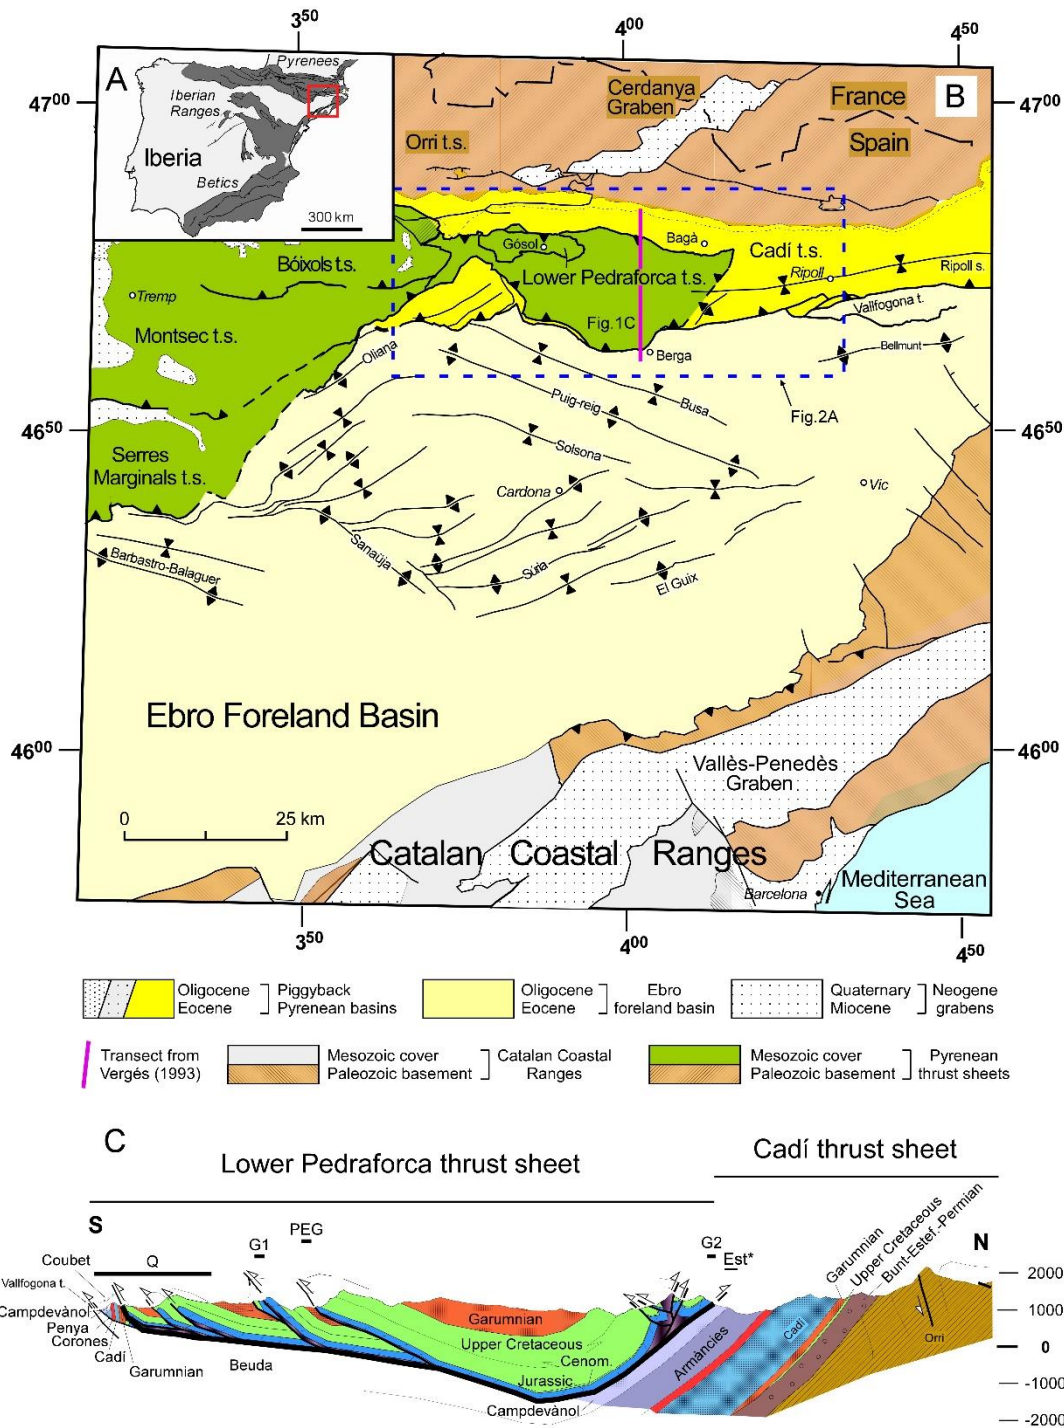 350
400
450
A
Pyrenees
Iberian
Ranges
Iberia
Betics
300 km
B
4700
4700
Cerdanya
Graben
France
Spain
Orri t.s.
Bóixols t.s.
Gósol
Bagà
Cadí t.s.
Ripoll
Ripoll s.
Lower Pedraforca t.s.
Tremp
Vallfogona t.
Montsec t.s.
Fig.1C
Oliana
Berga
Bellmunt
Fig.2A
Puig-reig
Busa
4650
4650
Solsona
Serres
Marginals t.s.
Cardona
Vic
Sanaüja
Barbastro-Balaguer
Súria
El Guix
Ebro Foreland Basin
4600
4600
Vallès-Penedès
Graben
0
25 km
Catalan Coastal Ranges
Barcelona
Mediterranean
Sea
350
400
450
Oligocene
Eocene
Piggyback
Pyrenean basins
Oligocene
Eocene
Ebro
foreland basin
Quaternary
Miocene
Neogene
grabens
Transect from
Vergés (1993)
Mesozoic cover
Paleozoic basement
Catalan Coastal
Ranges
Mesozoic cover
Paleozoic basement
Pyrenean
thrust sheets
C
Lower Pedraforca thrust sheet
Cadí thrust sheet
S
N
Q
G1
PEG
G2
Est*
Garumnian
Upper Cretaceous
Bunt-Estef.-Permian
Coubet
Vallfogona t.
Campdevànol
Penya
Corones
Cadí
Garumnian
Beuda
Garumnian
Upper Cretaceous
Cenom.
Jurassic
Campdevànol
Armàncies
Cadí
Orri
2000
1000
0
-1000
-2000